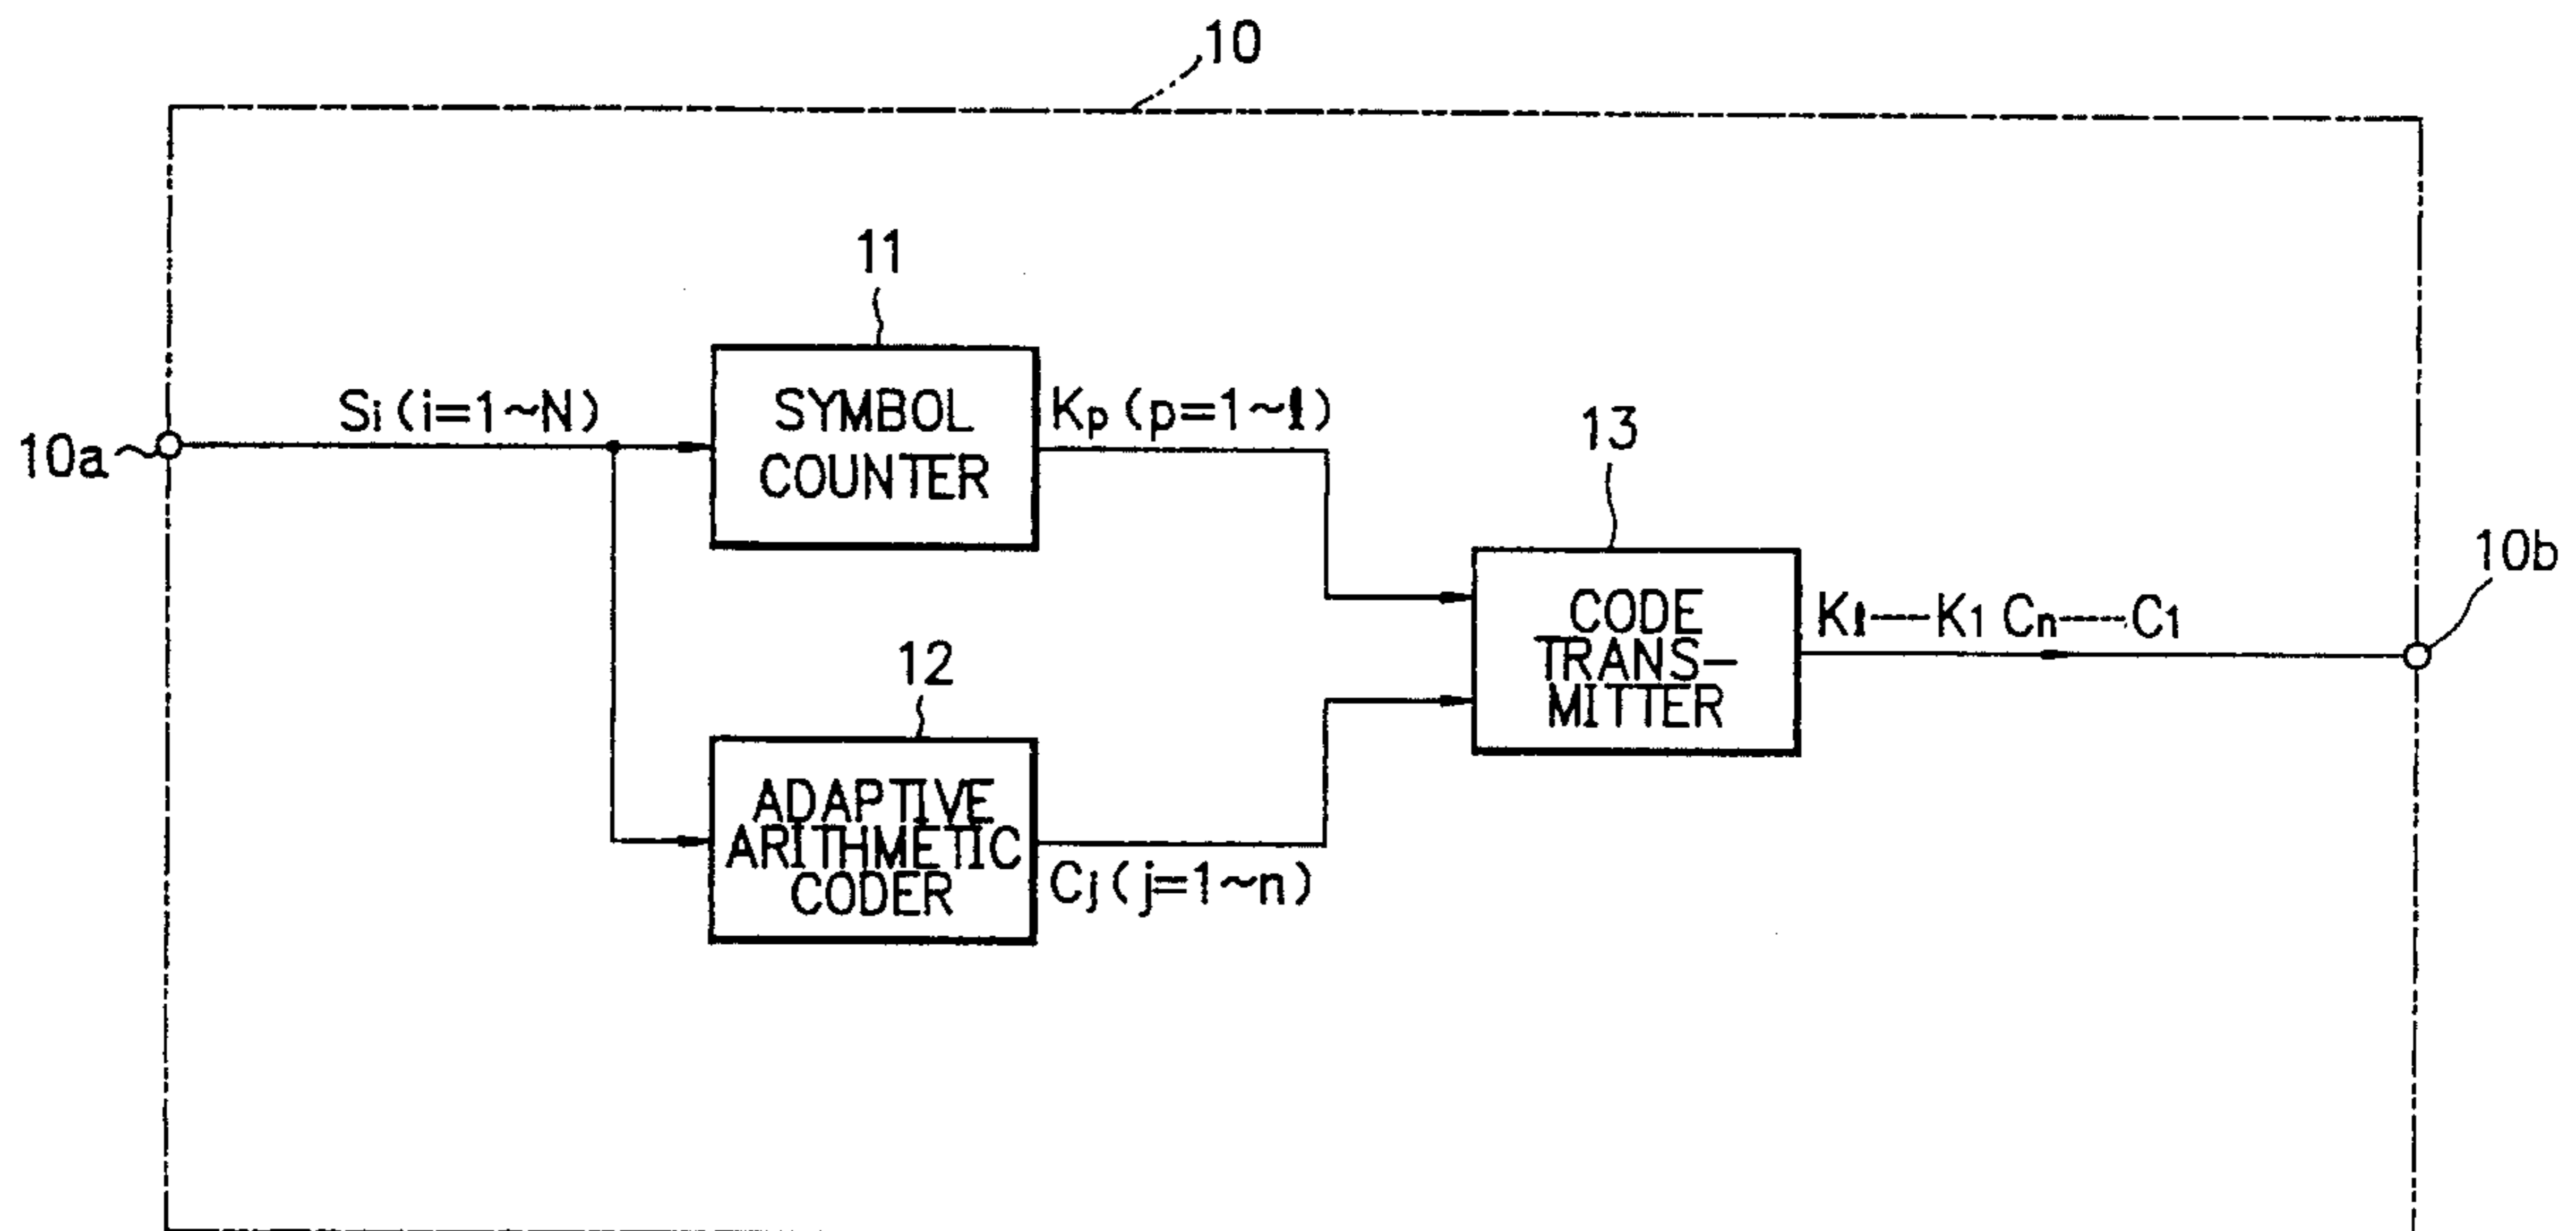 10
11
Si (i=1~N)
SYMBOL
COUNTER
Kp (p=1~ℓ)
10a
13
CODE
TRANS-
MITTER
Kℓ----K1 Cn-----C1
10b
12
ADAPTIVE
ARITHMETIC
CODER
Cj (j=1~n)